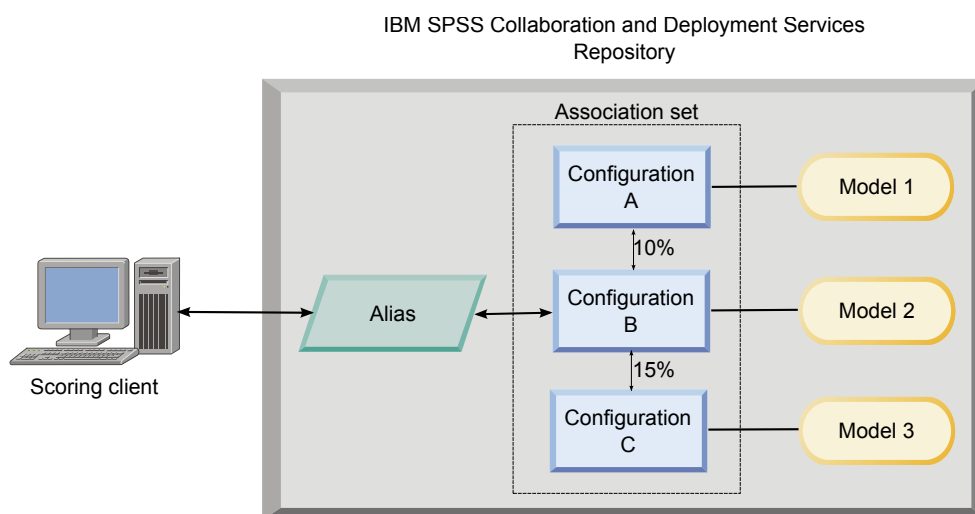 IBM SPSS Collaboration and Deployment Services
Repository
Association set
Configuration
A
Model 1
10%
Alias
Configuration
B
Model 2
15%
Scoring client
Configuration
C
Model 3